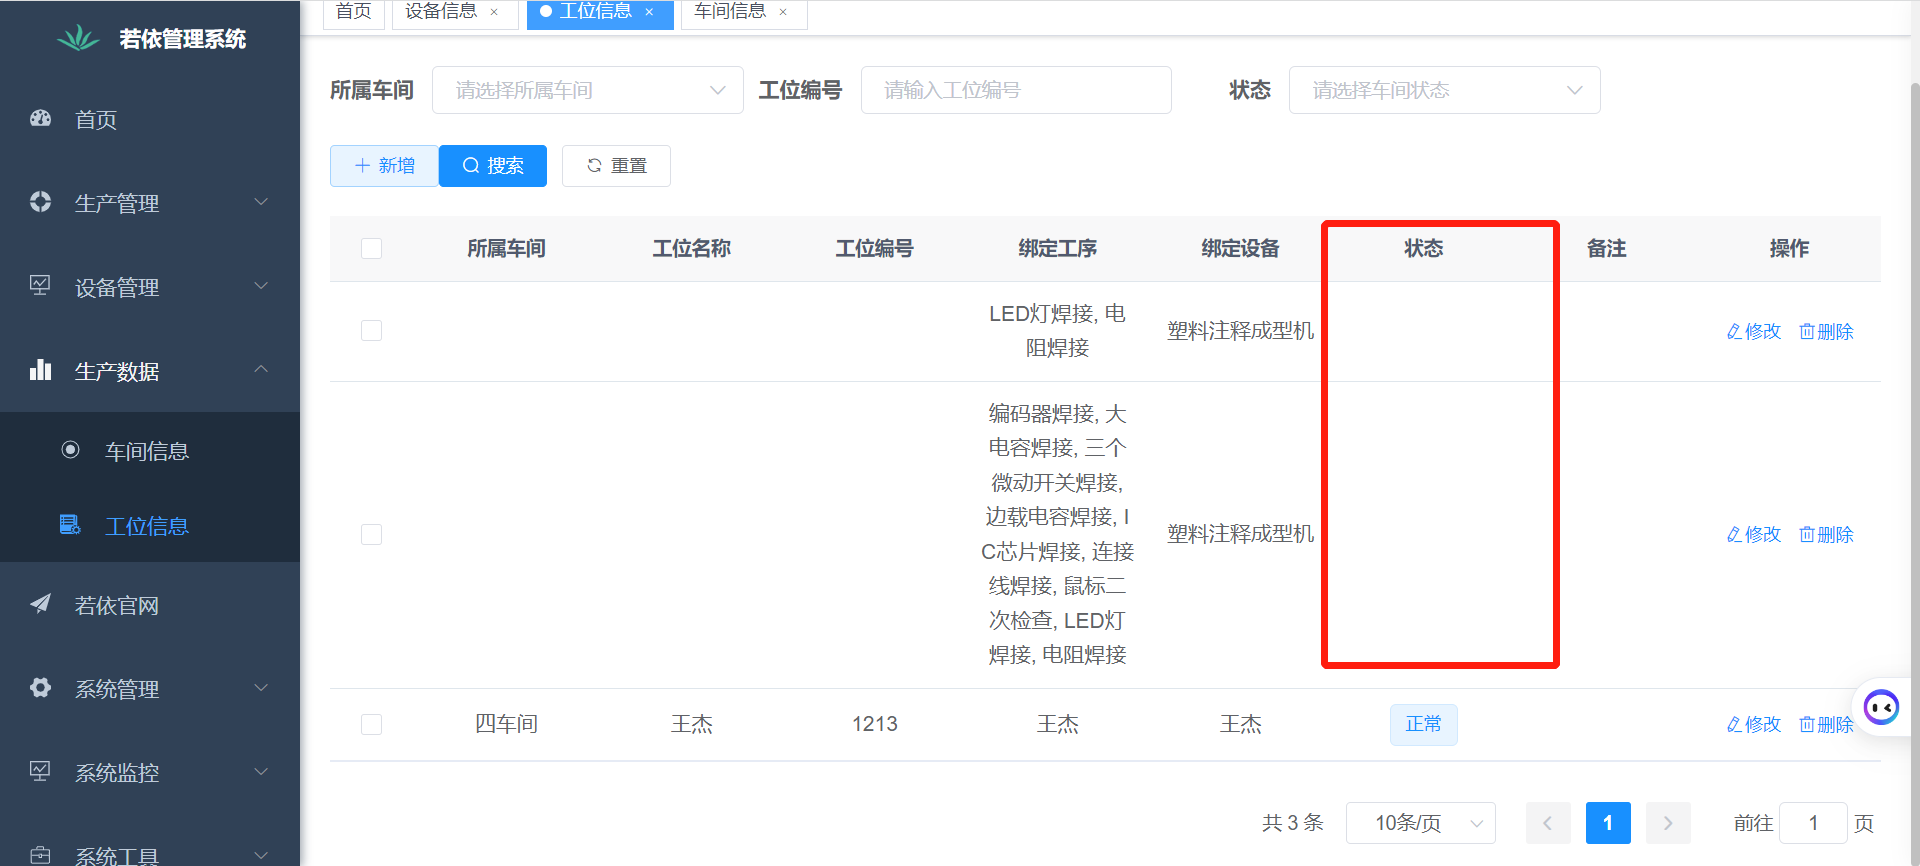 若依管理系统
首页
生产管理
设备管理
生产数据
车间信息
工位信息
若依官网
系统管理
系统监控
系统工具
首页 设备信息 × 工位信息 × 车间信息 ×
所属车间 请选择所属车间 工位编号 请输入工位编号 状态 请选择车间状态
新增 搜索 重置
所属车间 工位名称 工位编号 绑定工序 绑定设备 状态 备注 操作
LED灯焊接, 电
阻焊接
塑料注释成型机
修改 删除
编码器焊接, 大
电容焊接, 三个
微动开关焊接,
边载电容焊接, I
C芯片焊接, 连接
线焊接, 鼠标二
次检查, LED灯
焊接, 电阻焊接
塑料注释成型机
修改 删除
四车间 王杰 1213 王杰 王杰 正常 修改 删除
共 3 条 10条/页 1 前往 1 页